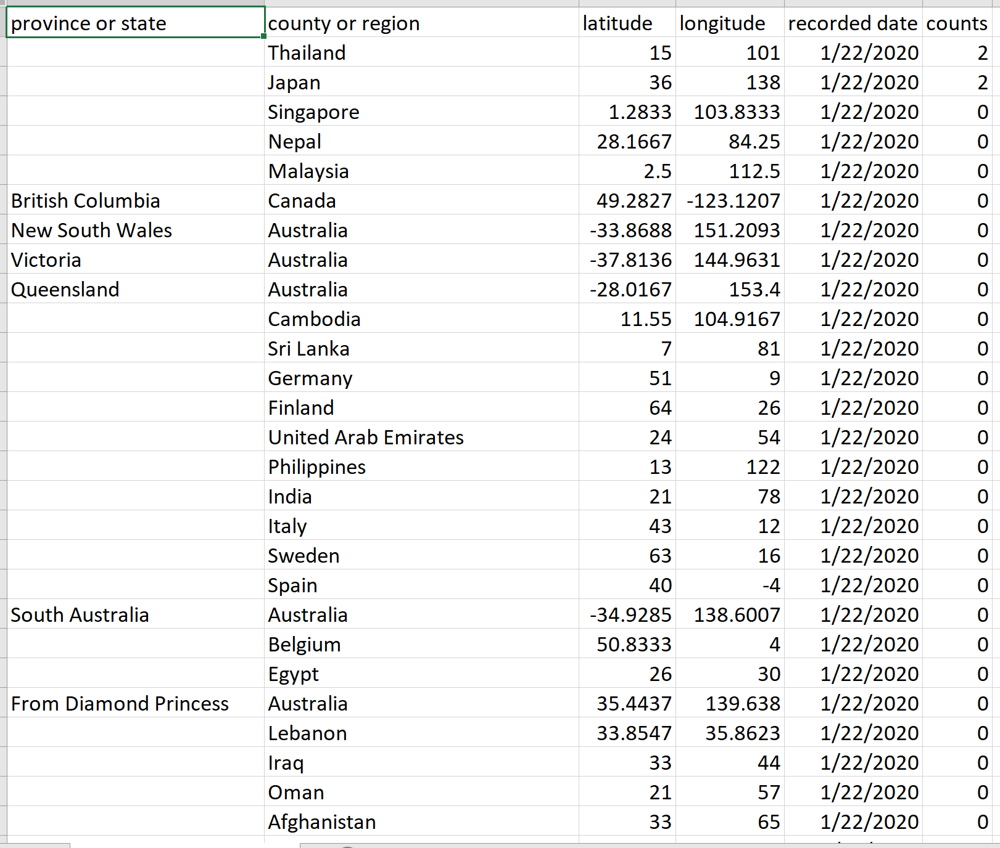 province or state county or region latitude longitude recorded date counts
Thailand 15 101 1/22/2020 2
Japan 36 138 1/22/2020 2
Singapore 1.2833 103.8333 1/22/2020 0
Nepal 28.1667 84.25 1/22/2020 0
Malaysia 2.5 112.5 1/22/2020 0
British Columbia Canada 49.2827 -123.1207 1/22/2020 0
New South Wales Australia -33.8688 151.2093 1/22/2020 0
Victoria Australia -37.8136 144.9631 1/22/2020 0
Queensland Australia -28.0167 153.4 1/22/2020 0
Cambodia 11.55 104.9167 1/22/2020 0
Sri Lanka 7 81 1/22/2020 0
Germany 51 9 1/22/2020 0
Finland 64 26 1/22/2020 0
United Arab Emirates 24 54 1/22/2020 0
Philippines 13 122 1/22/2020 0
India 21 78 1/22/2020 0
Italy 43 12 1/22/2020 0
Sweden 63 16 1/22/2020 0
Spain 40 -4 1/22/2020 0
South Australia Australia -34.9285 138.6007 1/22/2020 0
Belgium 50.8333 4 1/22/2020 0
Egypt 26 30 1/22/2020 0
From Diamond Princess Australia 35.4437 139.638 1/22/2020 0
Lebanon 33.8547 35.8623 1/22/2020 0
Iraq 33 44 1/22/2020 0
Oman 21 57 1/22/2020 0
Afghanistan 33 65 1/22/2020 0